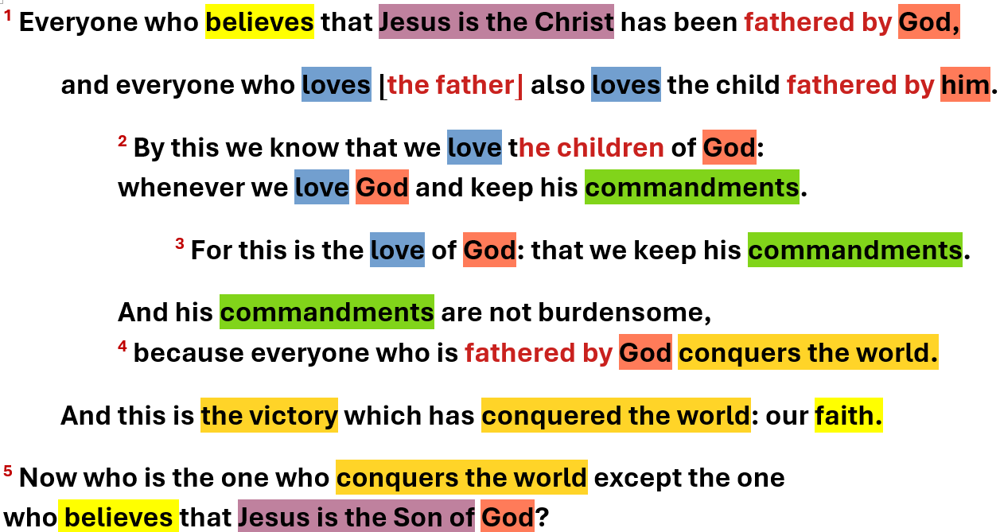 1 Everyone who believes that Jesus is the Christ has been fathered by God,
and everyone who loves ⌊the father⌋ also loves the child fathered by him.
2 By this we know that we love the children of God:
whenever we love God and keep his commandments.
3 For this is the love of God: that we keep his commandments.
And his commandments are not burdensome,
4 because everyone who is fathered by God conquers the world.
And this is the victory which has conquered the world: our faith.
5 Now who is the one who conquers the world except the one
who believes that Jesus is the Son of God?